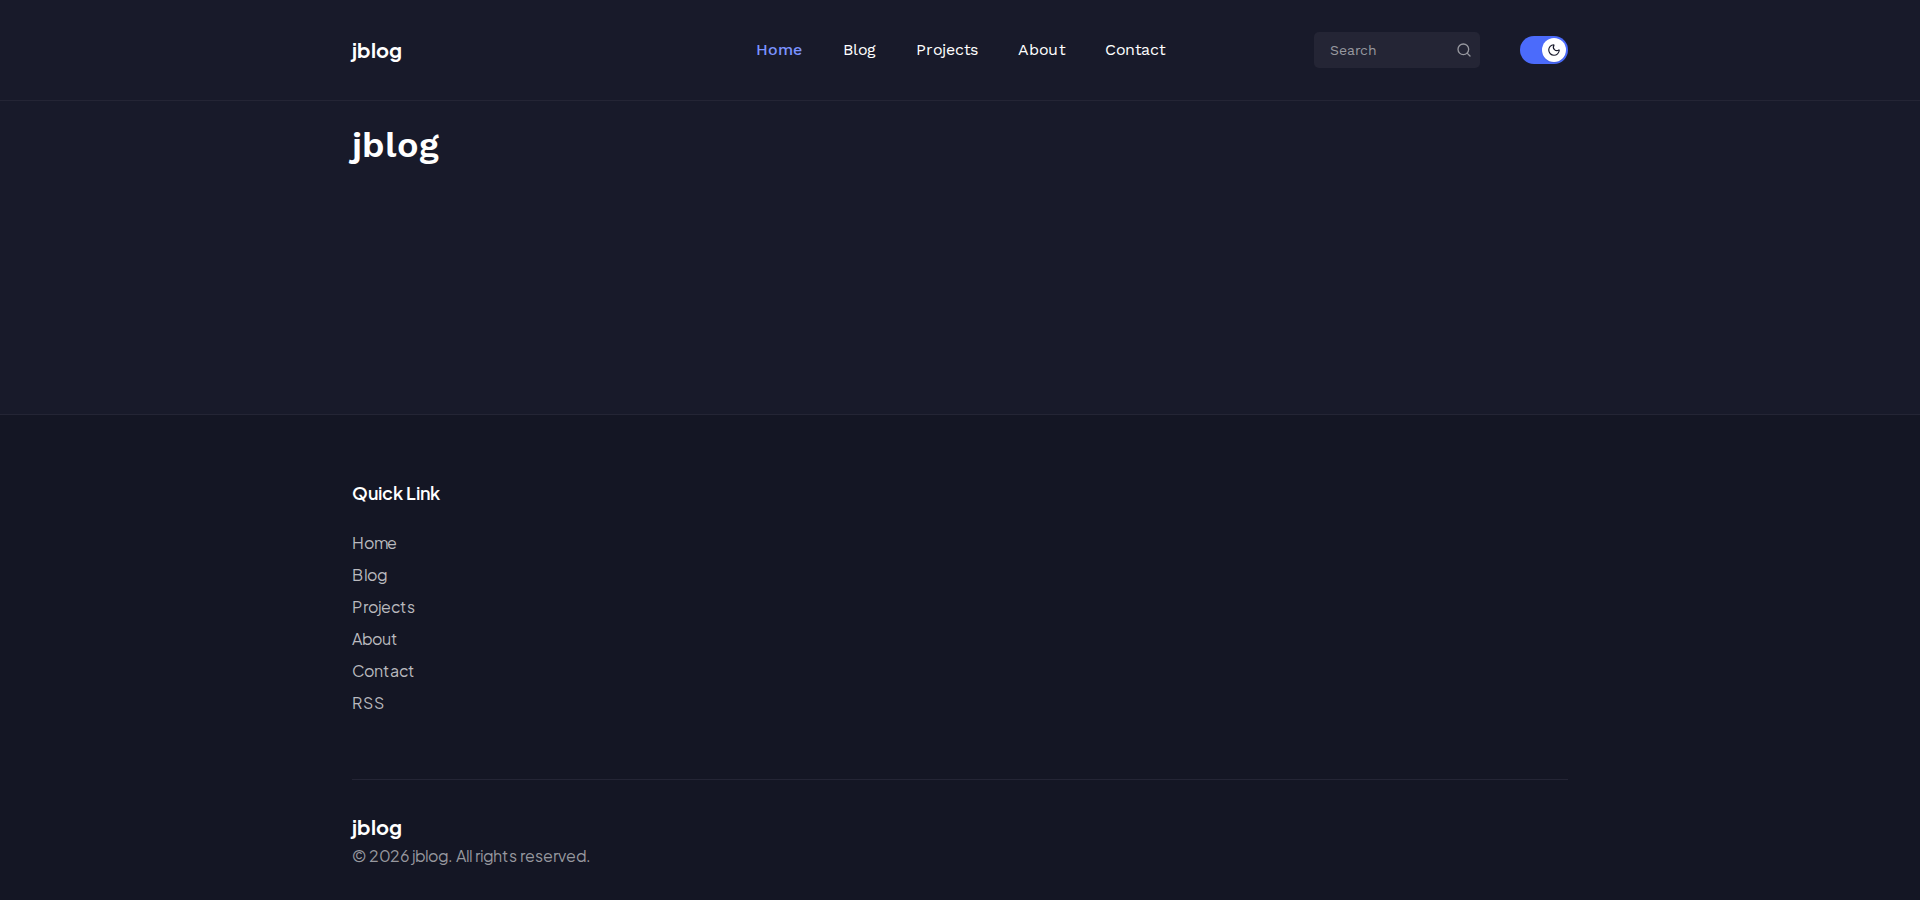 jblog
Home Blog Projects About Contact Search
jblog
Quick Link
Home
Blog
Projects
About
Contact
RSS
jblog
© 2026 jblog. All rights reserved.